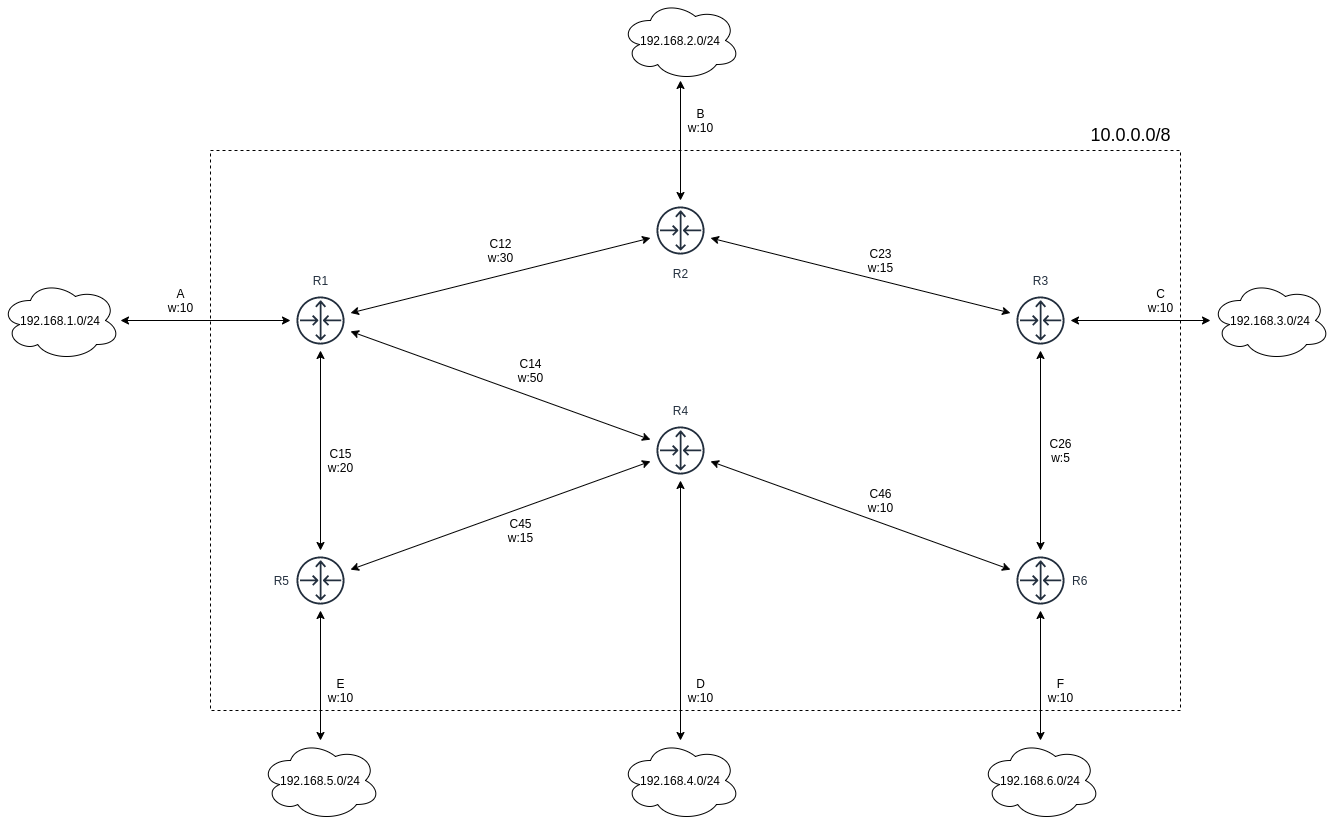 192.168.2.0/24
B
w:10
10.0.0.0/8
C12
w:30
C23
w:15
R2
R1
R3
A
w:10
C
w:10
192.168.1.0/24
192.168.3.0/24
C14
w:50
R4
C15
w:20
C26
w:5
C46
w:10
C45
w:15
R5
R6
E
w:10
D
w:10
F
w:10
192.168.5.0/24
192.168.4.0/24
192.168.6.0/24